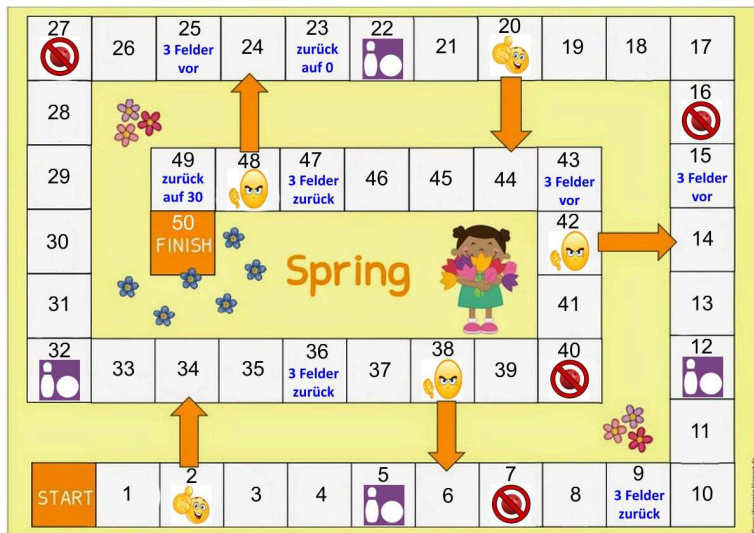 27
26
25
3 Felder
vor
24
23
zurück
auf 0
22
21
20
19
18
17
28
16
29
49
zurück
auf 30
48
47
3 Felder
zurück
46
45
44
43
3 Felder
vor
15
3 Felder
vor
30
50
FINISH
Spring
42
14
31
41
13
32
33
34
35
36
3 Felder
zurück
37
38
39
40
12
11
START
1
2
3
4
5
6
7
8
9
3 Felder
zurück
10